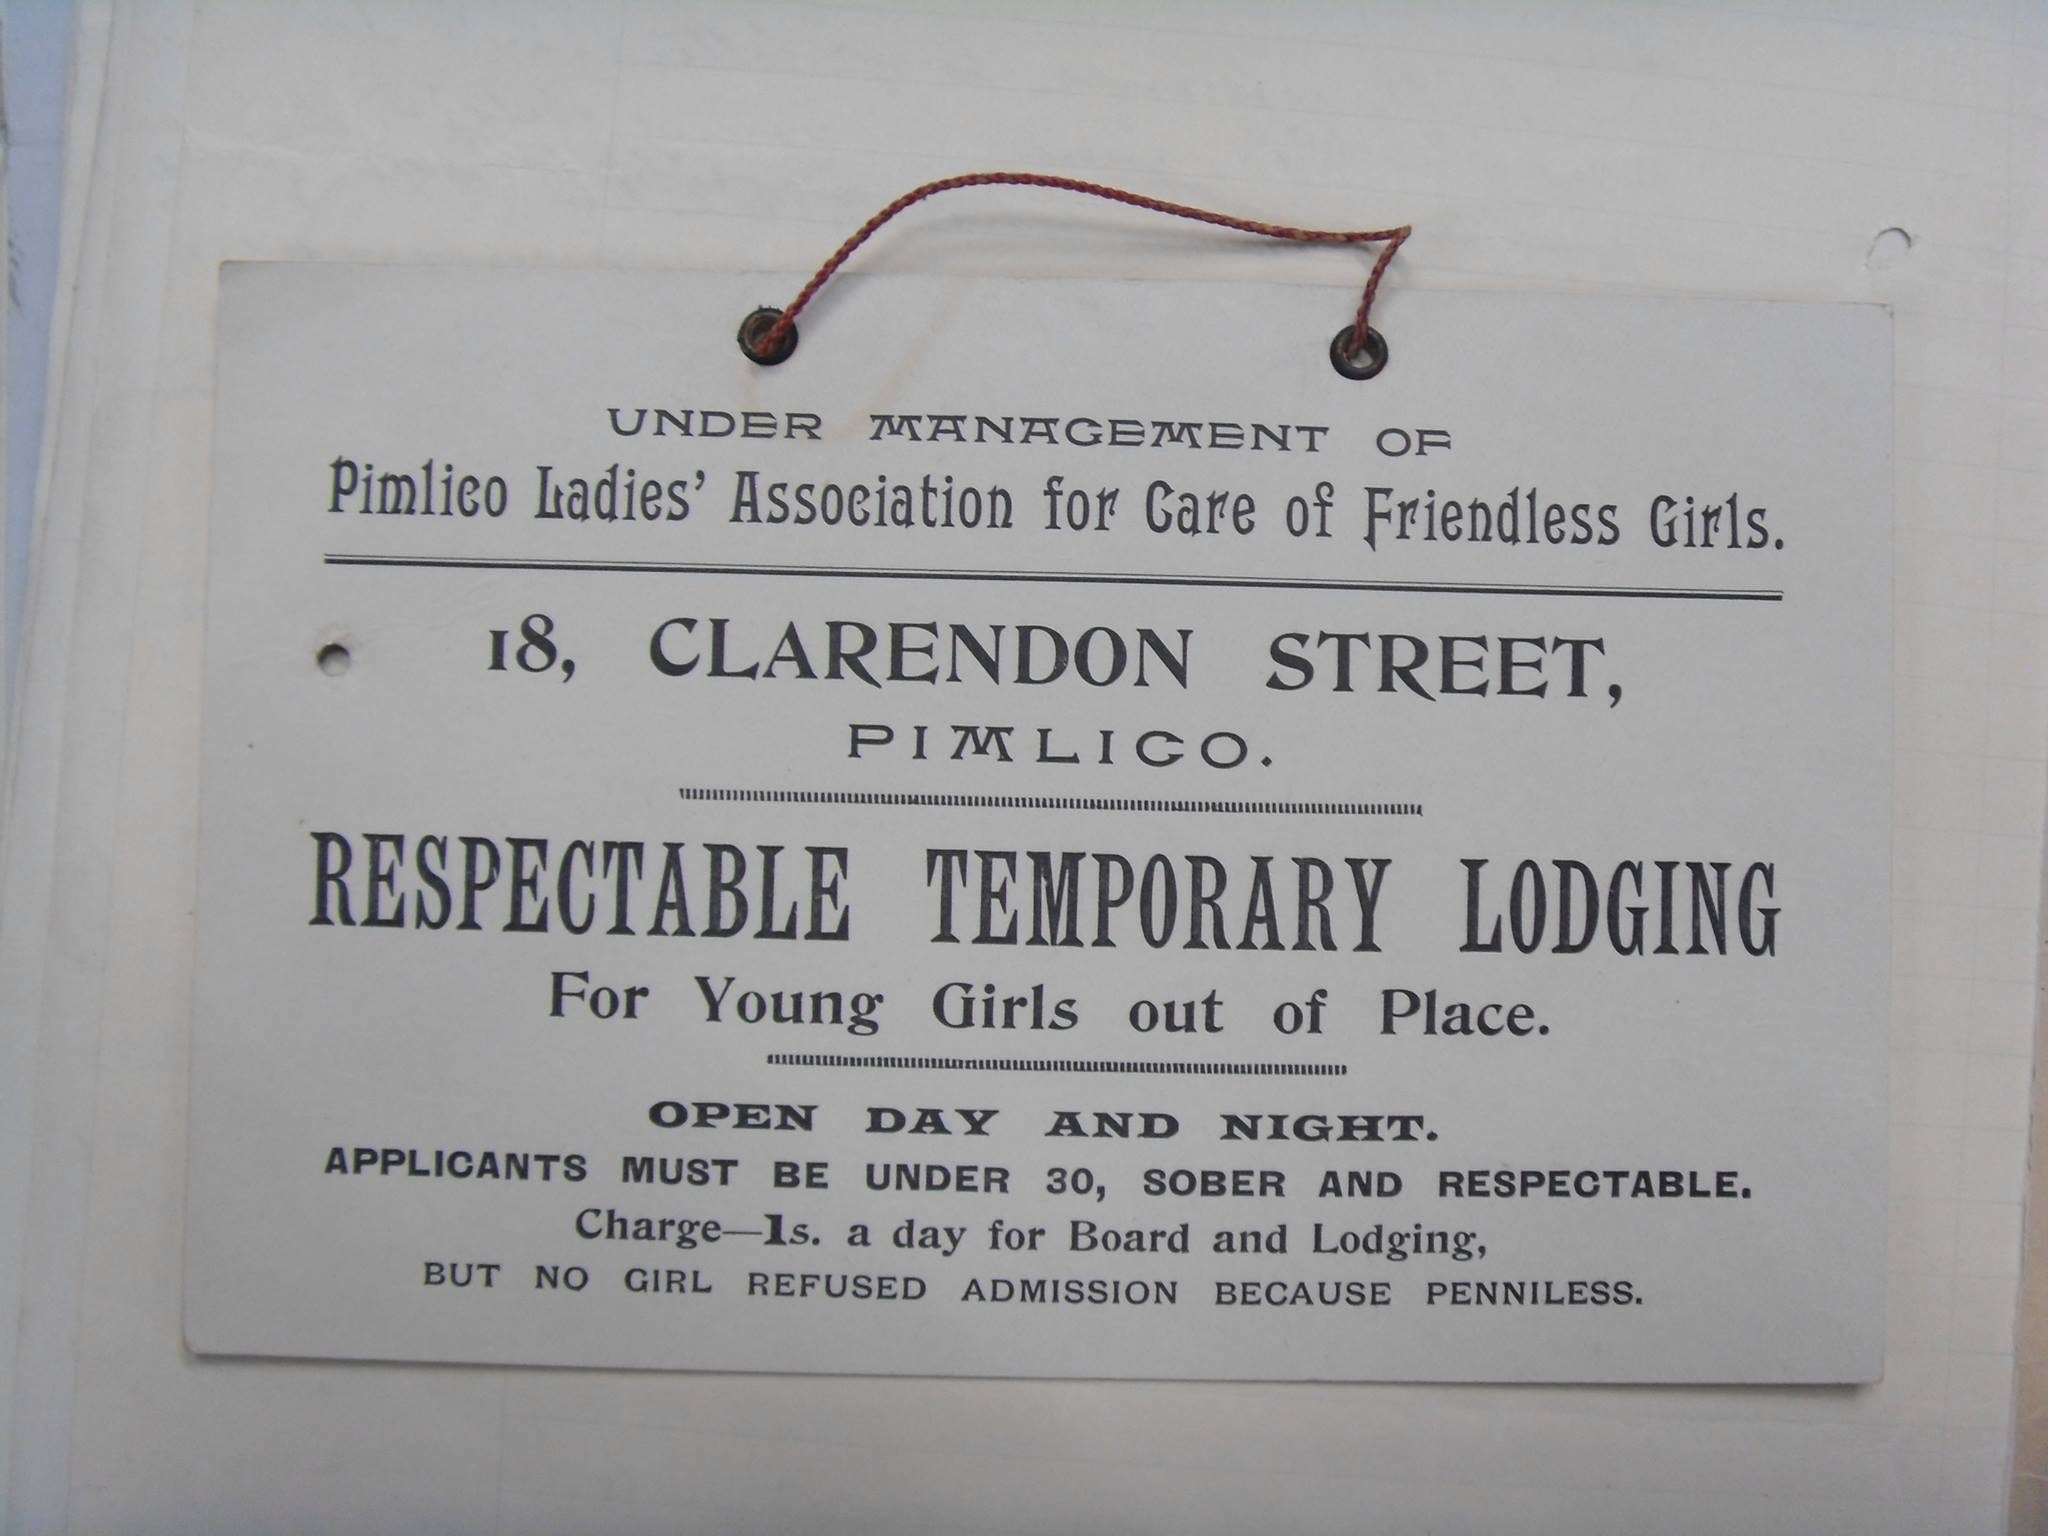 UNDER MANAGEMENT OF
Pimlico Ladies' Association for Care of Friendless Girls.
18, CLARENDON STREET,
PIMLICO.
RESPECTABLE TEMPORARY LODGING
For Young Girls out of Place.
OPEN DAY AND NIGHT.
APPLICANTS MUST BE UNDER 30, SOBER AND RESPECTABLE.
Charge—1s. a day for Board and Lodging,
BUT NO GIRL REFUSED ADMISSION BECAUSE PENNILESS.